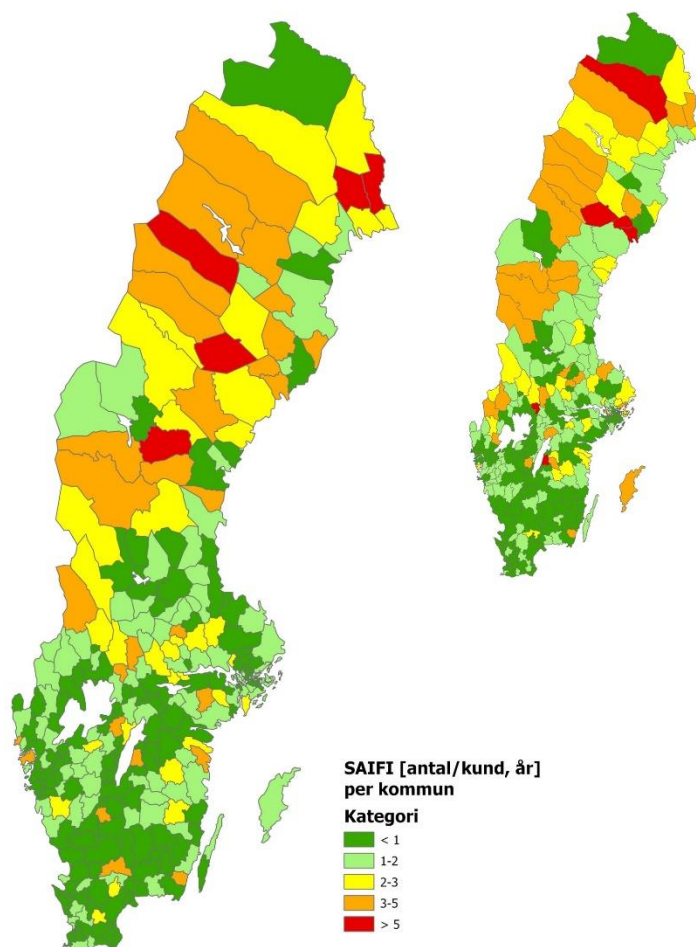 SAIFI [antal/kund, år]
per kommun
Kategori
< 1
1-2
2-3
3-5
> 5